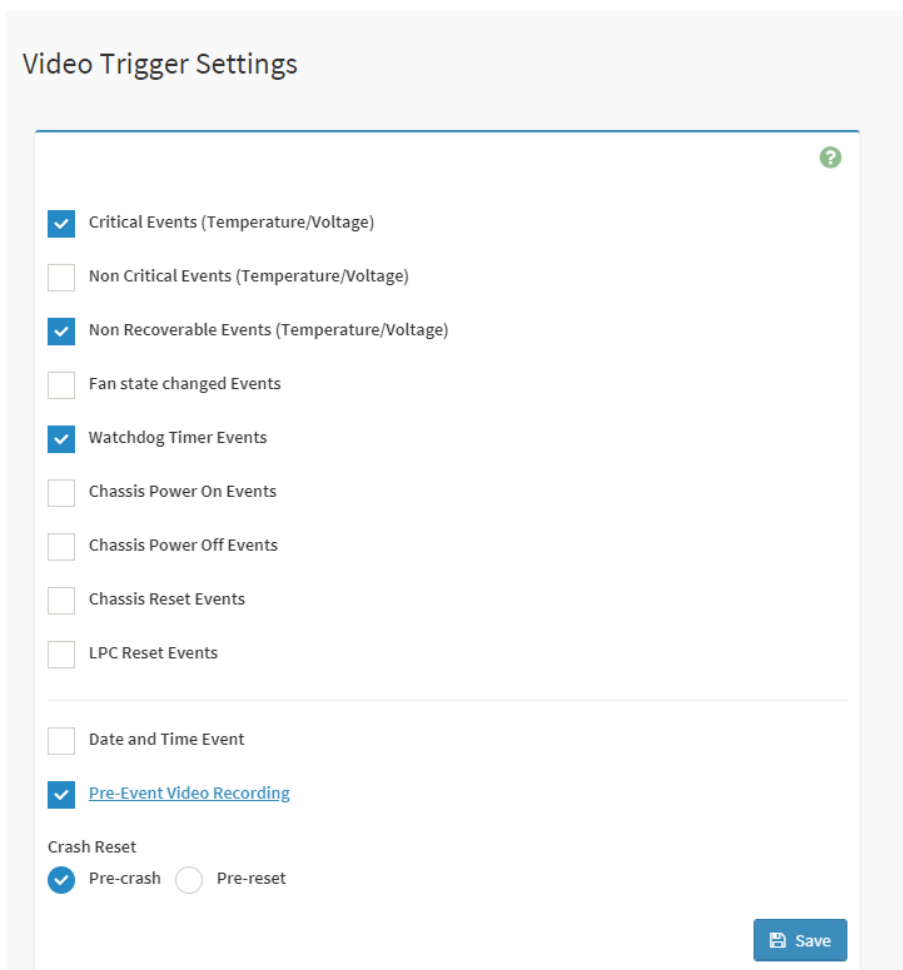 Video Trigger Settings
Critical Events (Temperature/Voltage)
Non Critical Events (Temperature/Voltage)
Non Recoverable Events (Temperature/Voltage)
Fan state changed Events
Watchdog Timer Events
Chassis Power On Events
Chassis Power Off Events
Chassis Reset Events
LPC Reset Events
Date and Time Event
Pre-Event Video Recording
Crash Reset
Pre-crash Pre-reset
Save